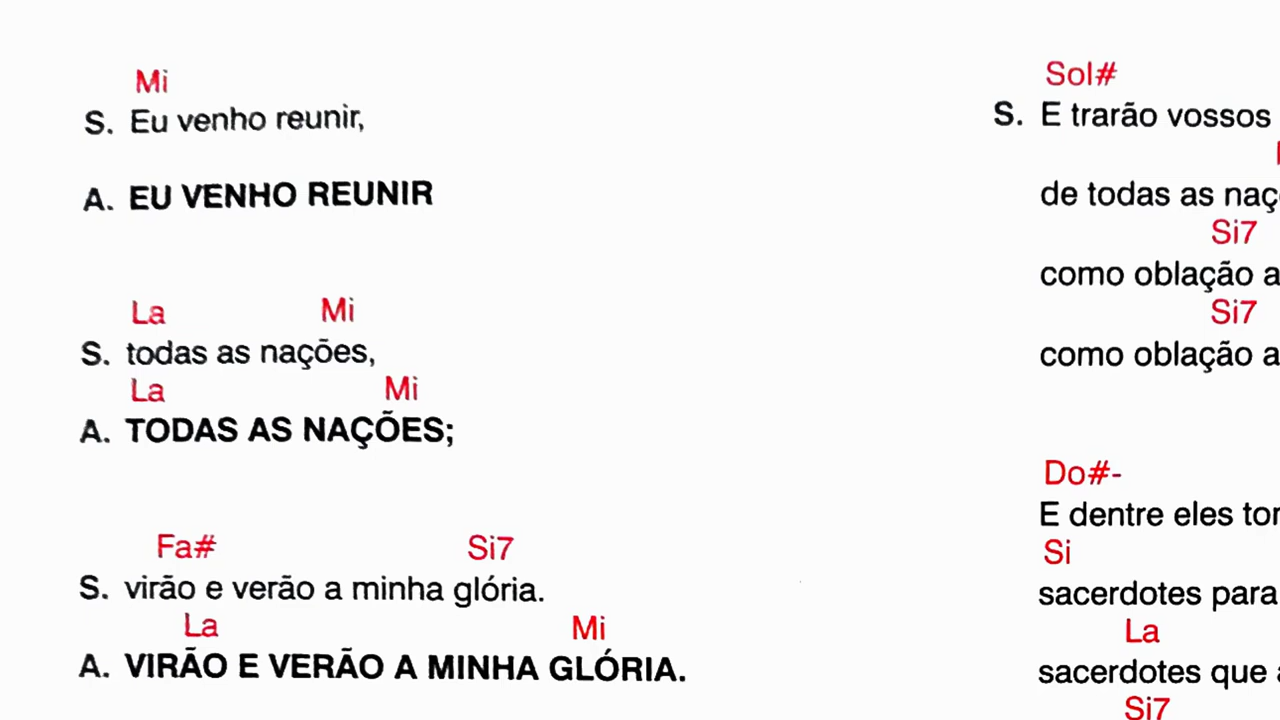 Mi
S. Eu venho reunir,
A. EU VENHO REUNIR
La Mi
S. todas as nações,
La Mi
A. TODAS AS NAÇÕES;
Fa# Si7
S. virão e verão a minha glória.
La Mi
A. VIRÃO E VERÃO A MINHA GLÓRIA.
Sol#
S. E trarão vossos
de todas as
Si7
como oblação
Si7
como oblação
Do#-
E dentre eles
Si
sacerdotes para
La
sacerdotes que
Si7